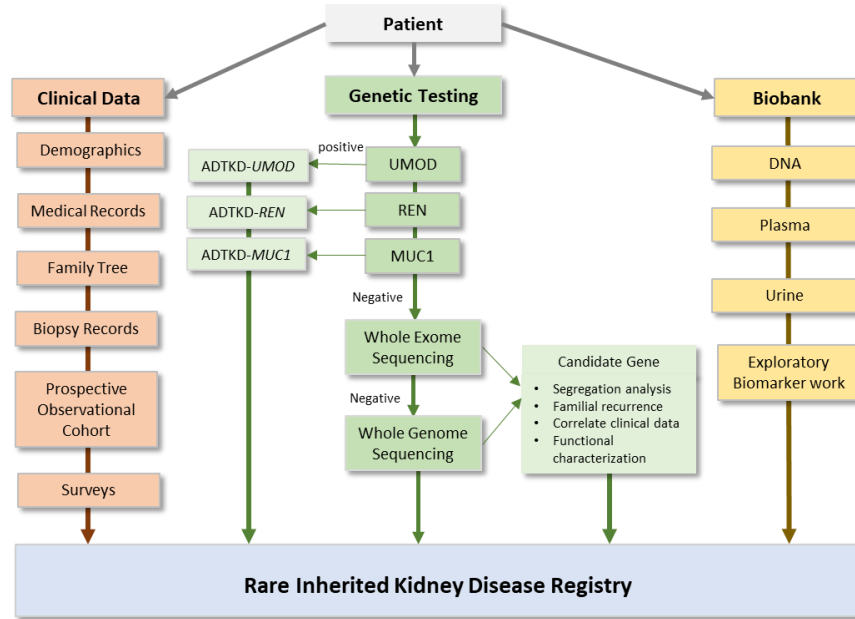 Patient
Clinical Data
Demographics
Medical Records
Family Tree
Biopsy Records
Prospective
Observational
Cohort
Surveys
Genetic Testing
positive
UMOD
ADTKD-UMOD
REN
ADTKD-REN
MUC1
ADTKD-MUC1
Negative
Whole Exome
Sequencing
Negative
Whole Genome
Sequencing
Candidate Gene
• Segregation analysis
• Familial recurrence
• Correlate clinical data
• Functional
characterization
Biobank
DNA
Plasma
Urine
Exploratory
Biomarker work
Rare Inherited Kidney Disease Registry